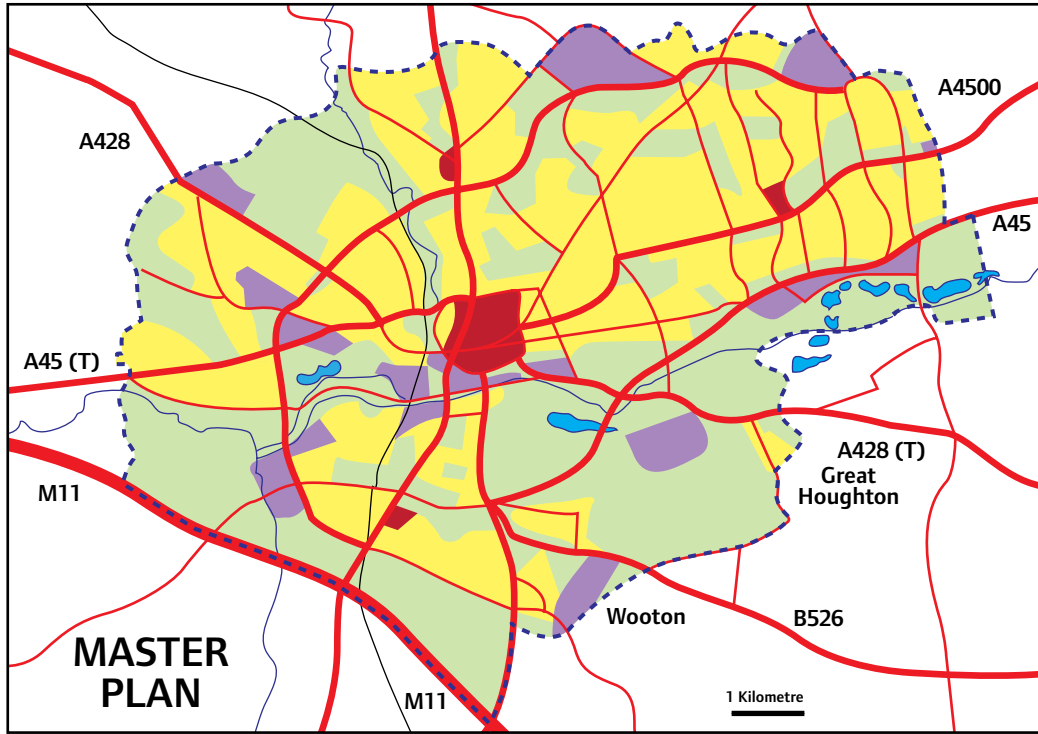 A4500
A428
A45
A45 (T)
A428 (T)
Great
Houghton
M11
Wooton
B526
MASTER
PLAN
M11
1 Kilometre